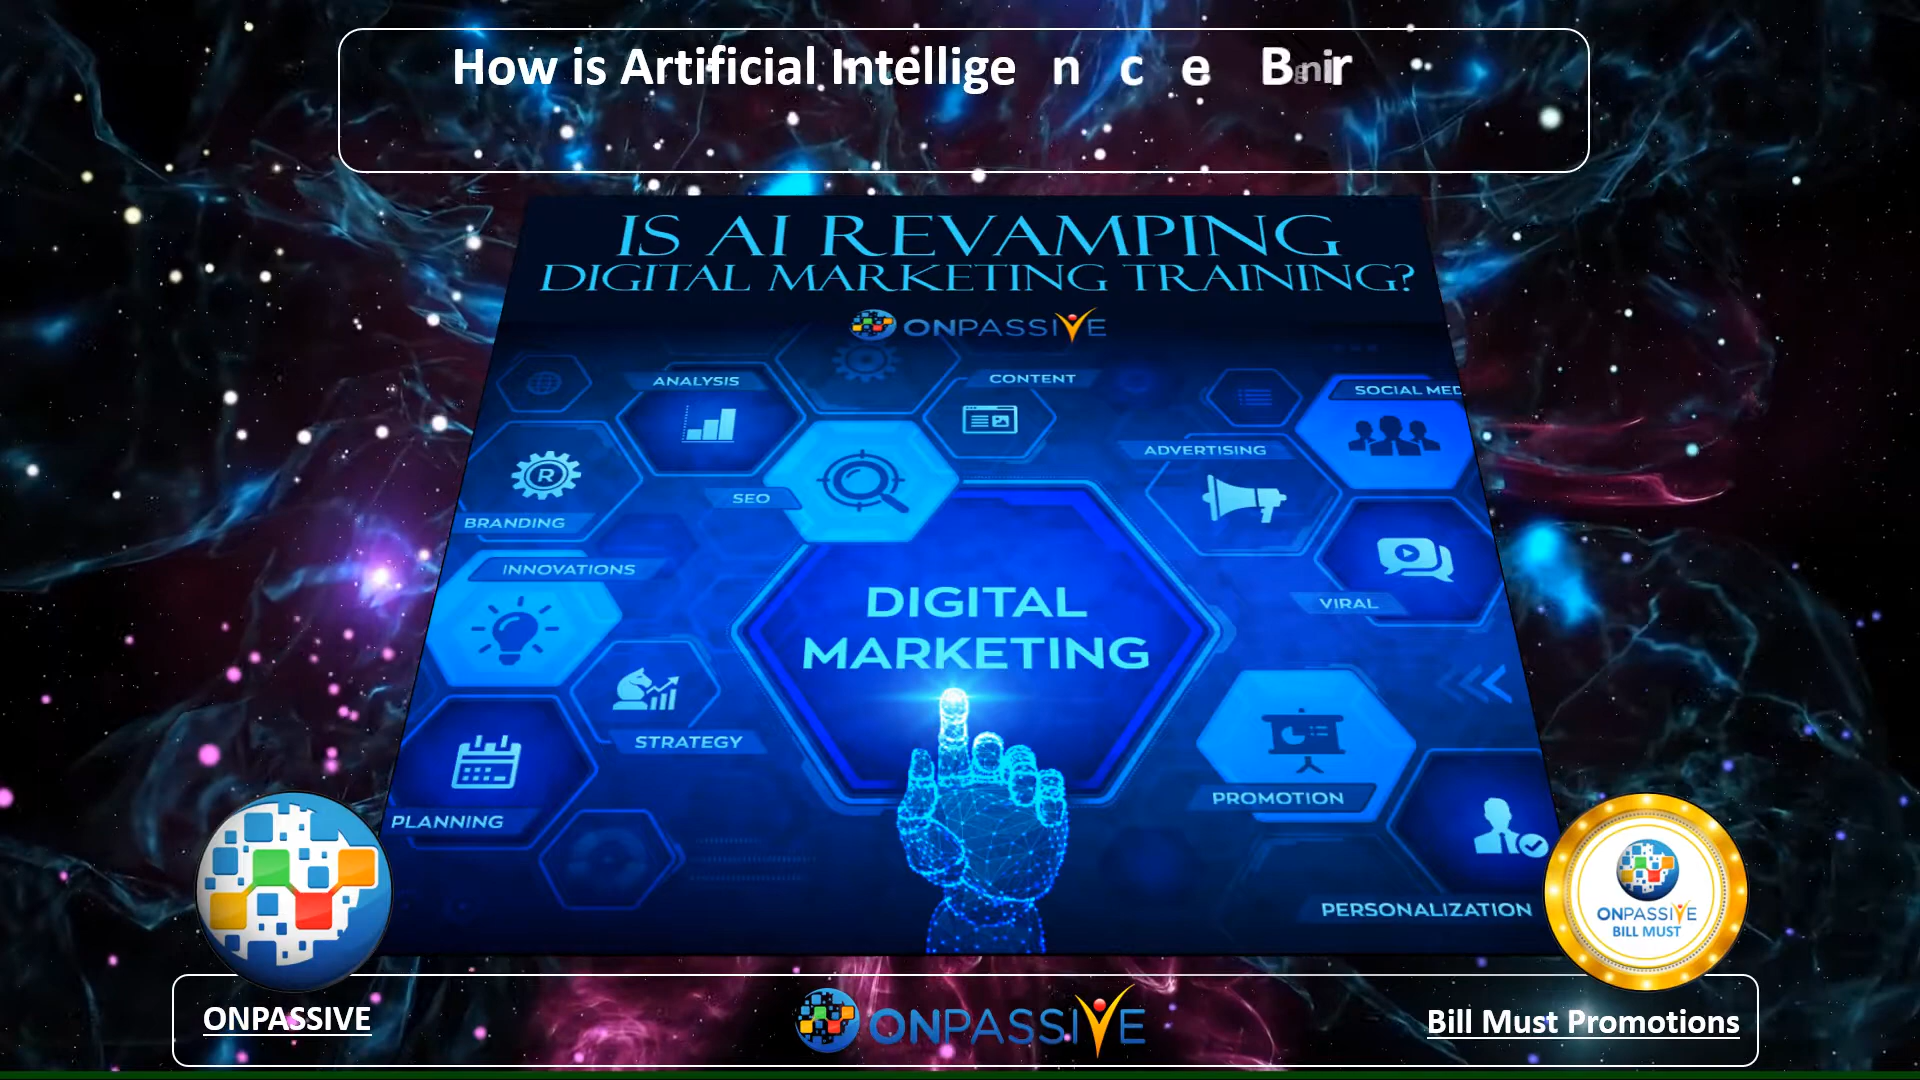 How is Artificial Intelligence
IS AI REVAMPING
DIGITAL MARKETING TRAINING?
ONPASSIVE
ANALYSIS
CONTENT
SOCIAL MED
ADVERTISING
SEO
BRANDING
INNOVATIONS
VIRAL
DIGITAL
MARKETING
STRATEGY
PROMOTION
PLANNING
PERSONALIZATION
ONPASSIVE
BILL MUST
ONPASSIVE
ONPASSIVE
Bill Must Promotions